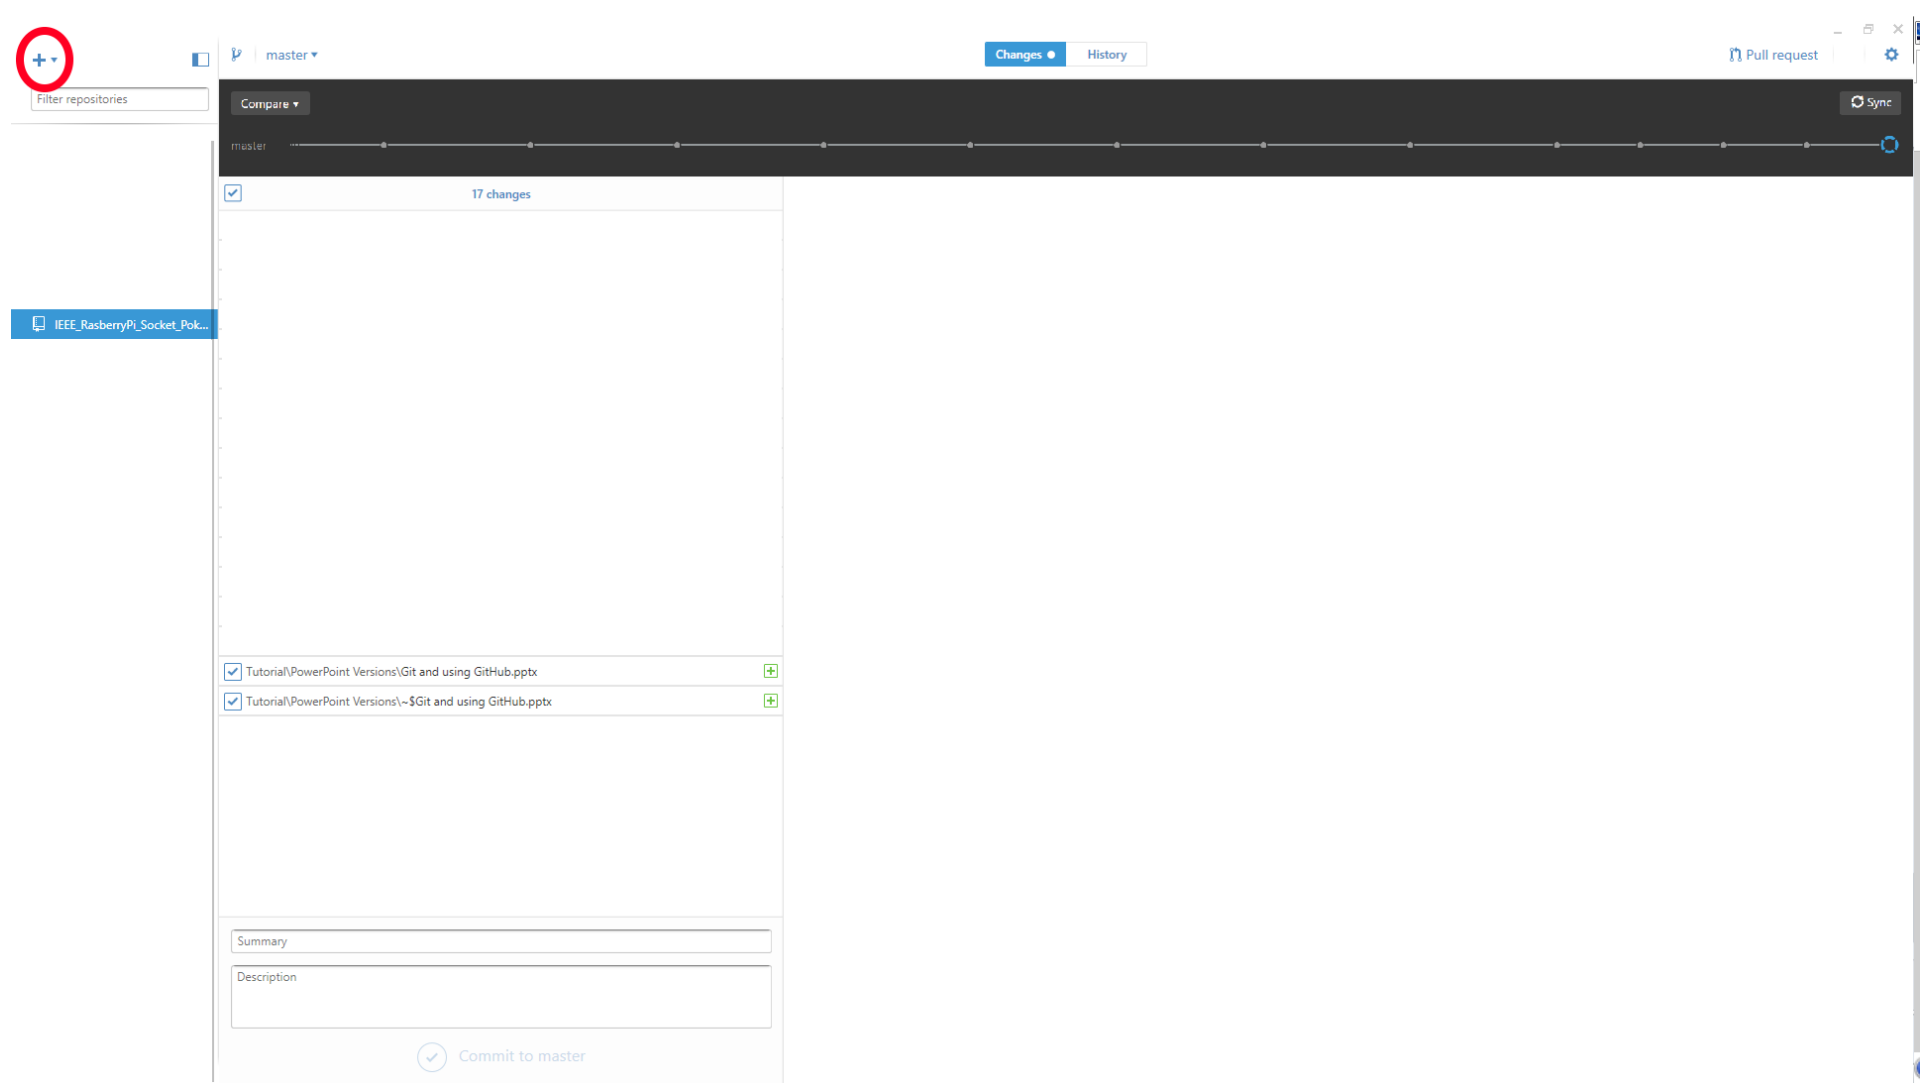 master
Changes
History
Pull request
Filter repositories
Compare
Sync
master
17 changes
IEEE_RasberryPi_Socket_Pok...
Tutorial\PowerPoint Versions\Git and using GitHub.pptx
Tutorial\PowerPoint Versions\~$Git and using GitHub.pptx
Summary
Description
Commit to master